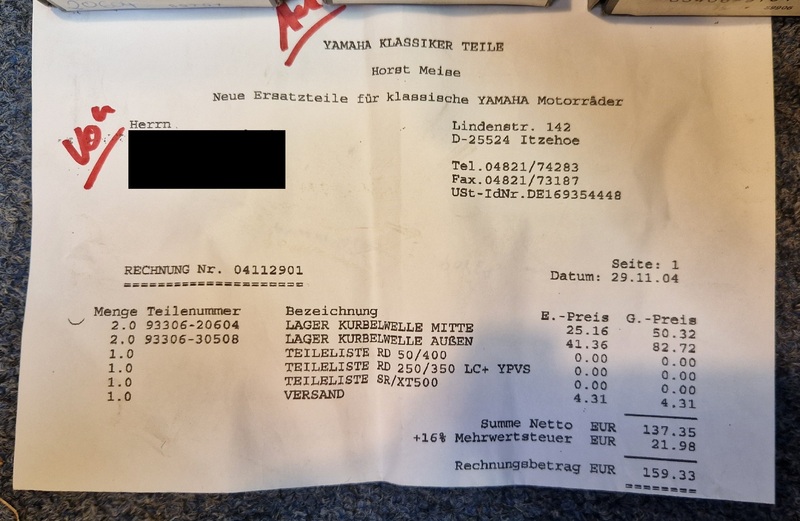 YAMAHA KLASSIKER TEILE
Horst Meise
Neue Ersatzteile für klassische YAMAHA Motorräder
von
Herrn
Lindenstr. 142
D-25524 Itzehoe
Tel.04821/74283
Fax.04821/73187
USt-IdNr.DE169354448
RECHNUNG Nr. 04112901
Seite: 1
Datum: 29.11.04
Menge Teilenummer Bezeichnung E.-Preis G.-Preis
2.0 93306-20604 LAGER KURBELWELLE MITTE 25.16 50.32
2.0 93306-30508 LAGER KURBELWELLE AUßEN 41.36 82.72
1.0 TEILELISTE RD 50/400 0.00 0.00
1.0 TEILELISTE RD 250/350 LC+ YPVS 0.00 0.00
1.0 TEILELISTE SR/XT500 0.00 0.00
1.0 VERSAND 4.31 4.31
Summe Netto EUR 137.35
+16% Mehrwertsteuer EUR 21.98
Rechnungsbetrag EUR 159.33